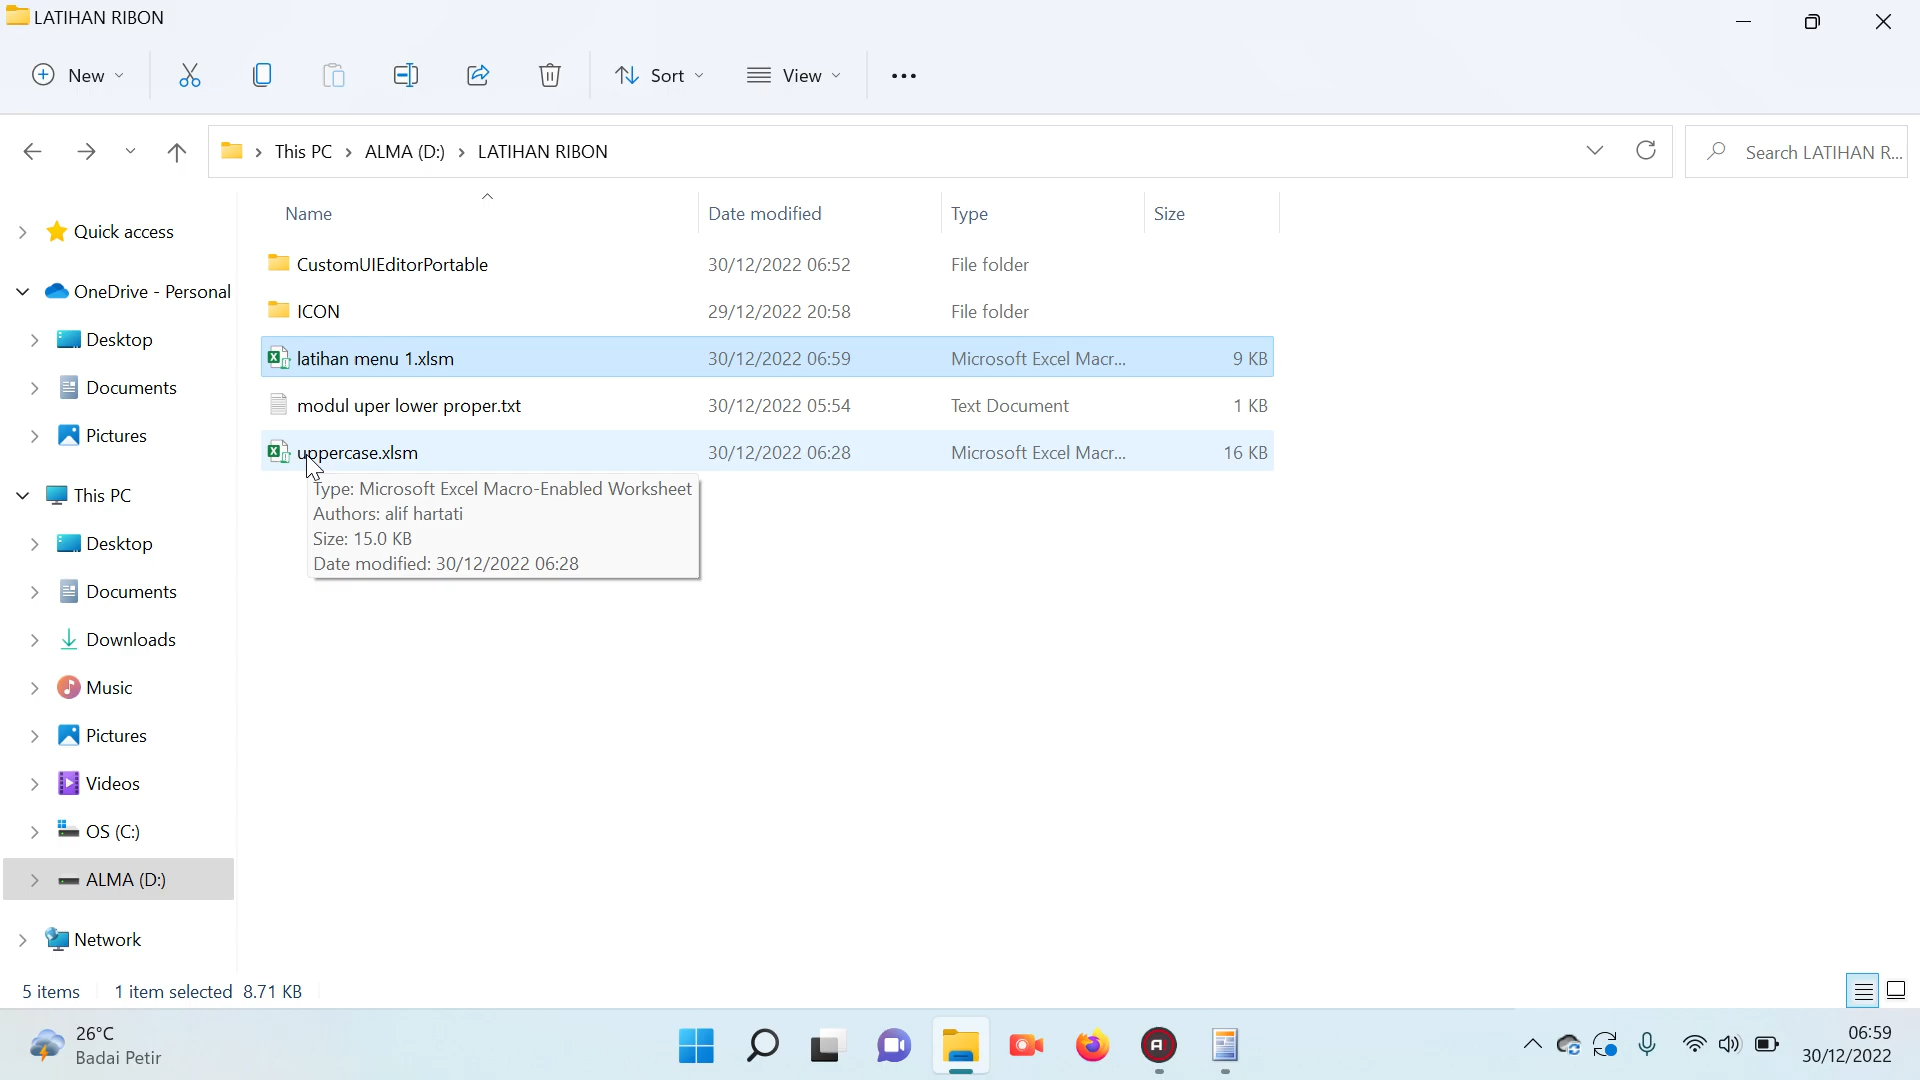 LATIHAN RIBON
New
Sort
View
This PC > ALMA (D:) > LATIHAN RIBON
Search LATIHAN R...
Name Date modified Type Size
CustomUIEditorPortable 30/12/2022 06:52 File folder
ICON 29/12/2022 20:58 File folder
latihan menu 1.xlsm 30/12/2022 06:59 Microsoft Excel Macr... 9 KB
modul uper lower proper.txt 30/12/2022 05:54 Text Document 1 KB
uppercase.xlsm 30/12/2022 06:28 Microsoft Excel Macr... 16 KB
Type: Microsoft Excel Macro-Enabled Worksheet
Authors: alif hartati
Size: 15.0 KB
Date modified: 30/12/2022 06:28
Quick access
OneDrive - Personal
Desktop
Documents
Pictures
This PC
Desktop
Documents
Downloads
Music
Pictures
Videos
OS (C:)
ALMA (D:)
Network
5 items 1 item selected 8.71 KB
26°C
Badai Petir
06:59
30/12/2022